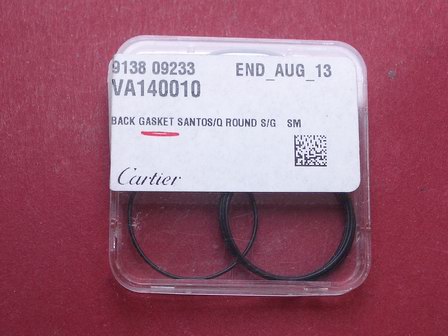 9138 09233 END_AUG_13
VA140010
BACK GASKET SANTOS/Q ROUND S/G SM
Cartier